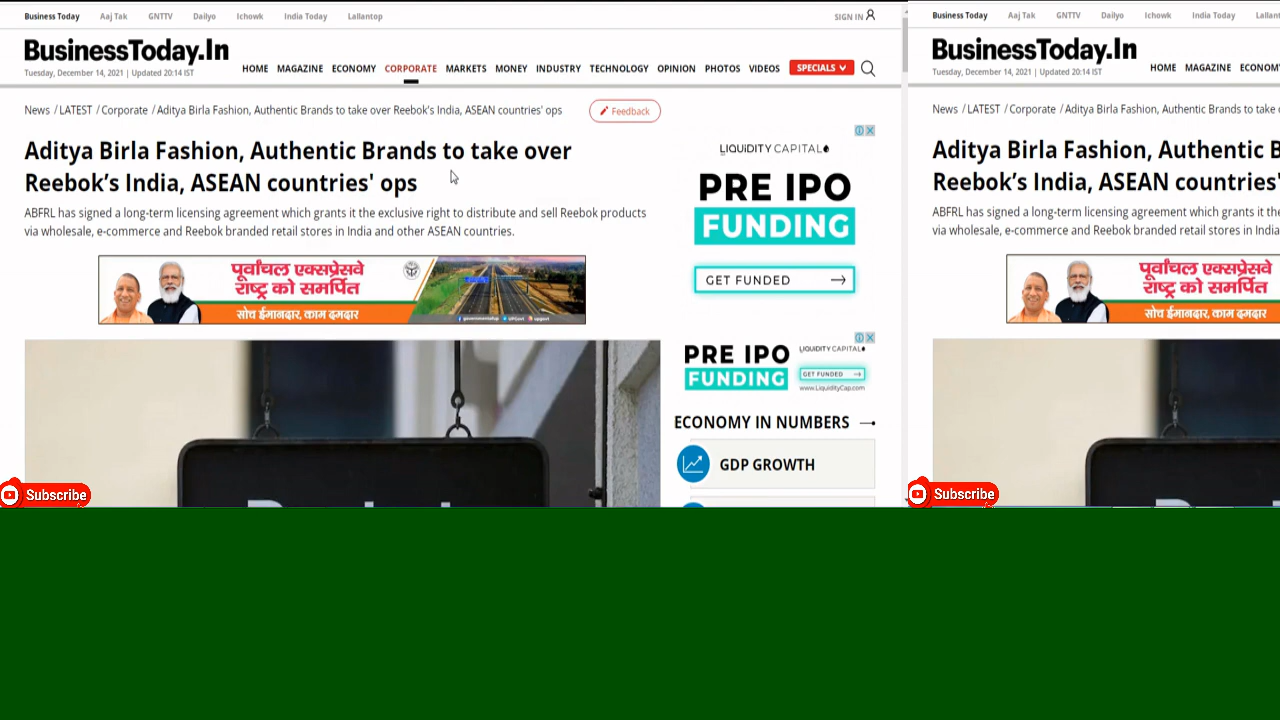 Business Today Aaj Tak GNTTV Dailyo Ichowk India Today Lallantop SIGN IN
BusinessToday.In
Tuesday, December 14, 2021 | Updated 20:14 IST
HOME MAGAZINE ECONOMY CORPORATE MARKETS MONEY INDUSTRY TECHNOLOGY OPINION PHOTOS VIDEOS SPECIALS
News / LATEST / Corporate / Aditya Birla Fashion, Authentic Brands to take over Reebok's India, ASEAN countries' ops
Feedback
Aditya Birla Fashion, Authentic Brands to take over
Reebok's India, ASEAN countries' ops
ABFRL has signed a long-term licensing agreement which grants it the exclusive right to distribute and sell Reebok products
via wholesale, e-commerce and Reebok branded retail stores in India and other ASEAN countries.
पूर्वांचल एक्सप्रेसवे
राष्ट्र को समर्पित
सोच ईमानदार, काम दमदार
LIQUIDITY CAPITAL
PRE IPO
FUNDING
GET FUNDED
PRE IPO
FUNDING
LIQUIDITY CAPITAL
GET FUNDED
www.LiquidityCap.com
ECONOMY IN NUMBERS
GDP GROWTH
Subscribe
Business Today Aaj Tak GNTTV Dailyo Ichowk India Today
BusinessToday.In
Tuesday, December 14, 2021 | Updated 20:14 IST
HOME MAGAZINE
News / LATEST / Corporate / Aditya Birla Fashion, Authentic Brands to take
Aditya Birla Fashion, Authentic
Reebok's India, ASEAN countries'
ABFRL has signed a long-term licensing agreement which grants it the exclusive
via wholesale, e-commerce and Reebok branded retail stores in India
पूर्वांचल एक्सप्रेसवे
राष्ट्र को समर्पित
सोच ईमानदार, काम दमदार
Subscribe